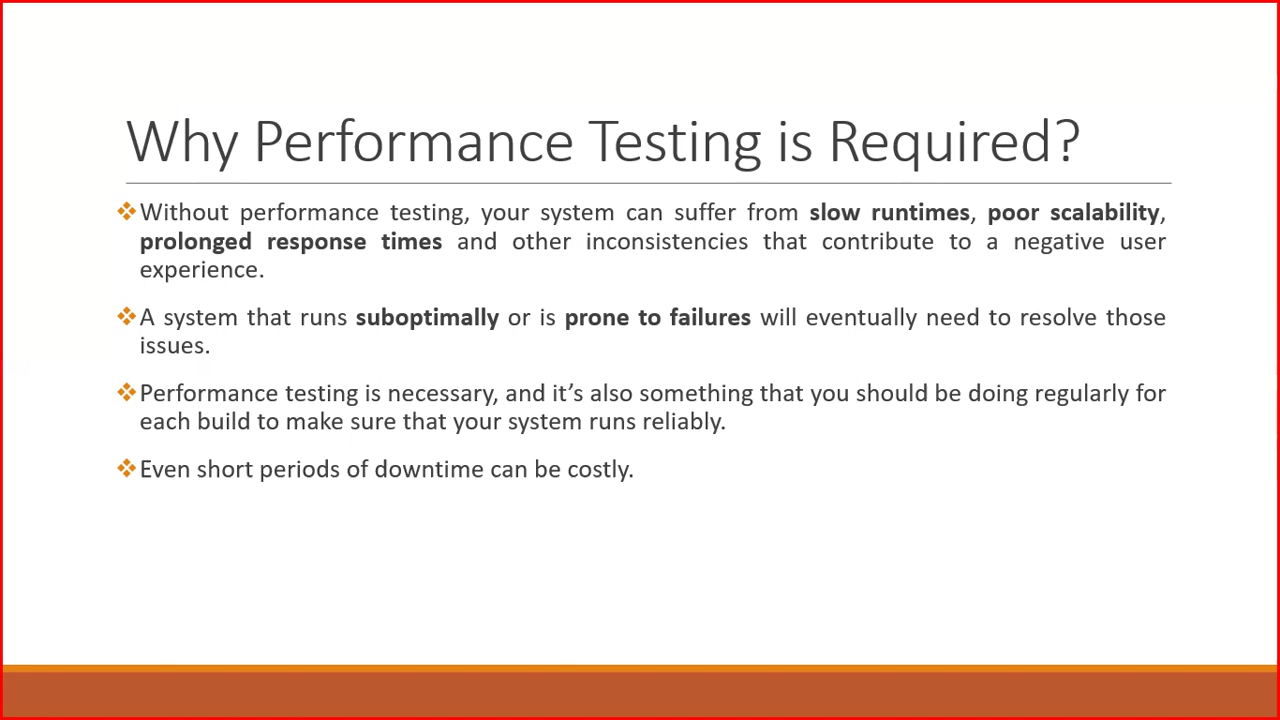 Why Performance Testing is Required?
❖Without performance testing, your system can suffer from slow runtimes, poor scalability,
prolonged response times and other inconsistencies that contribute to a negative user
experience.
❖A system that runs suboptimally or is prone to failures will eventually need to resolve those
issues.
❖Performance testing is necessary, and it’s also something that you should be doing regularly for
each build to make sure that your system runs reliably.
❖Even short periods of downtime can be costly.